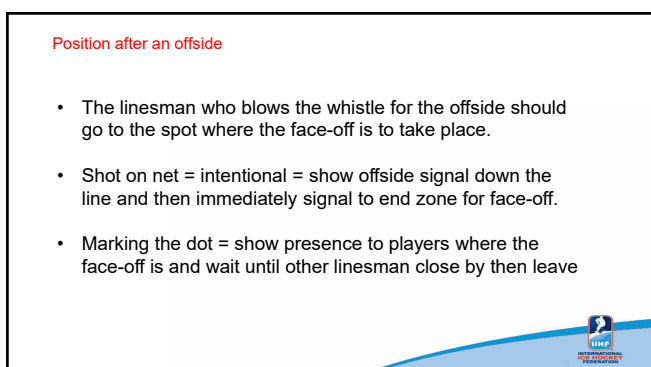 Position after an offside
• The linesman who blows the whistle for the offside should
go to the spot where the face-off is to take place.
• Shot on net = intentional = show offside signal down the
line and then immediately signal to end zone for face-off.
• Marking the dot = show presence to players where the
face-off is and wait until other linesman close by then leave
IIHF
INTERNATIONAL
ICE HOCKEY
FEDERATION